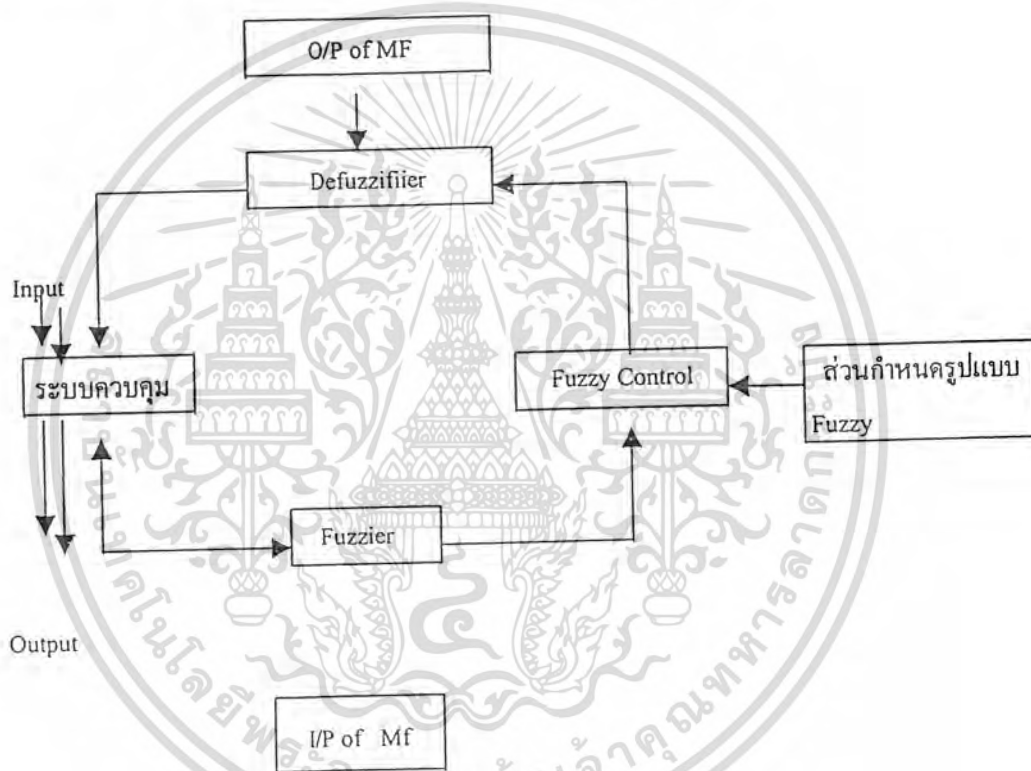 O/P of MF
Defuzzifiier
Input
ระบบควบคุม
Fuzzy Control
ส่วนกำหนดรูปแบบ
Fuzzy
Fuzzier
Output
I/P of Mf